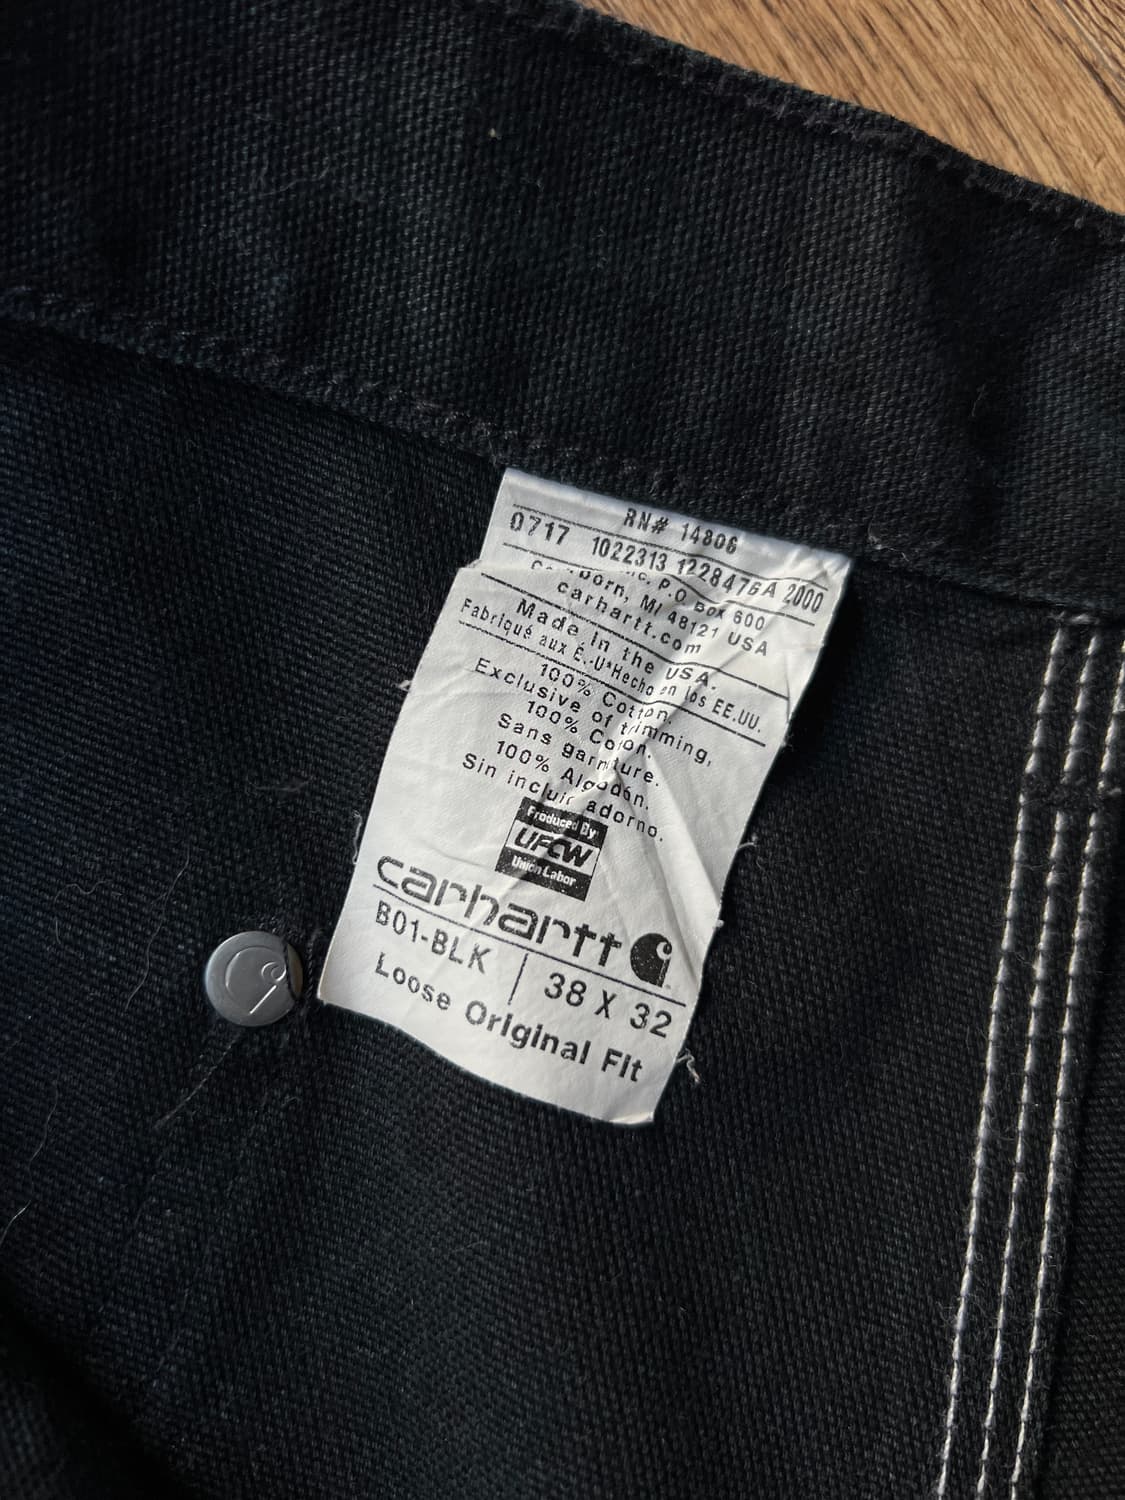 RN# 14806
0717 1022313 1228476A 2000
P.O Box 600
born, MI 48121 USA
carhartt.com
Made in the USA.
Fabriqué aux É.-U*Hecho en los EE.UU.
100% Cotton.
Exclusive of trimming,
100% Coton.
Sans garniture.
100% Algodón.
Sin incluir adorno.
Produced By
UFCW
Union Labor
carhartt
B01-BLK | 38 X 32
Loose Original Fit